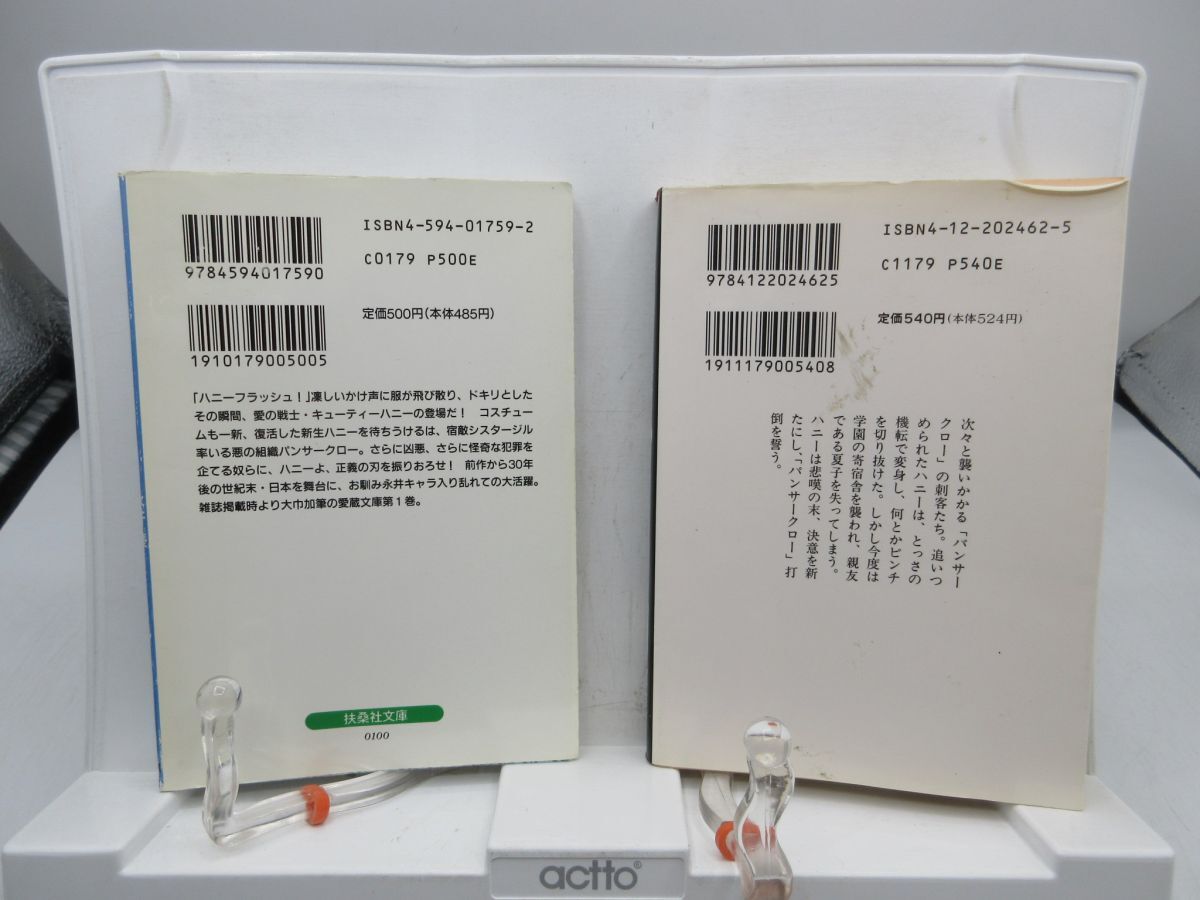 ISBN4-594-01759-2
9784594017590
C0179 P500E
定価500円(本体485円)
1910179005005
「ハニーフラッシュ!」凜しいかけ声に服が飛び散り、ドキリとした
その瞬間、愛の戦士・キューティーハニーの登場だ! コスチュー
ムも一新、復活した新生ハニーを待ちうけるは、宿敵シスタージル
率いる悪の組織パンサークロー。さらに凶悪、さらに怪奇な犯罪を
企てる奴らに、ハニーよ、正義の刃を振りおろせ! 前作から30年
後の世紀末・日本を舞台に、お馴み永井キャラ入り乱れての大活躍。
雑誌掲載時より大巾加筆の愛蔵文庫第1巻。
扶桑社文庫
0100
ISBN4-12-202462-5
9784122024625
C1179 P540E
定価540円(本体524円)
1911179005408
次々と襲いかかる「パンサー
クロー」の刺客たち。追いつ
められたハニーは、とっさの
機転で変身し、何とかピンチ
を切り抜けた。しかし今度は
学園の寄宿舎を襲われ、親友
である夏子を失ってしまう。
ハニーは悲嘆の末、決意を新
たにし、「パンサークロー」打
倒を誓う。
actto®